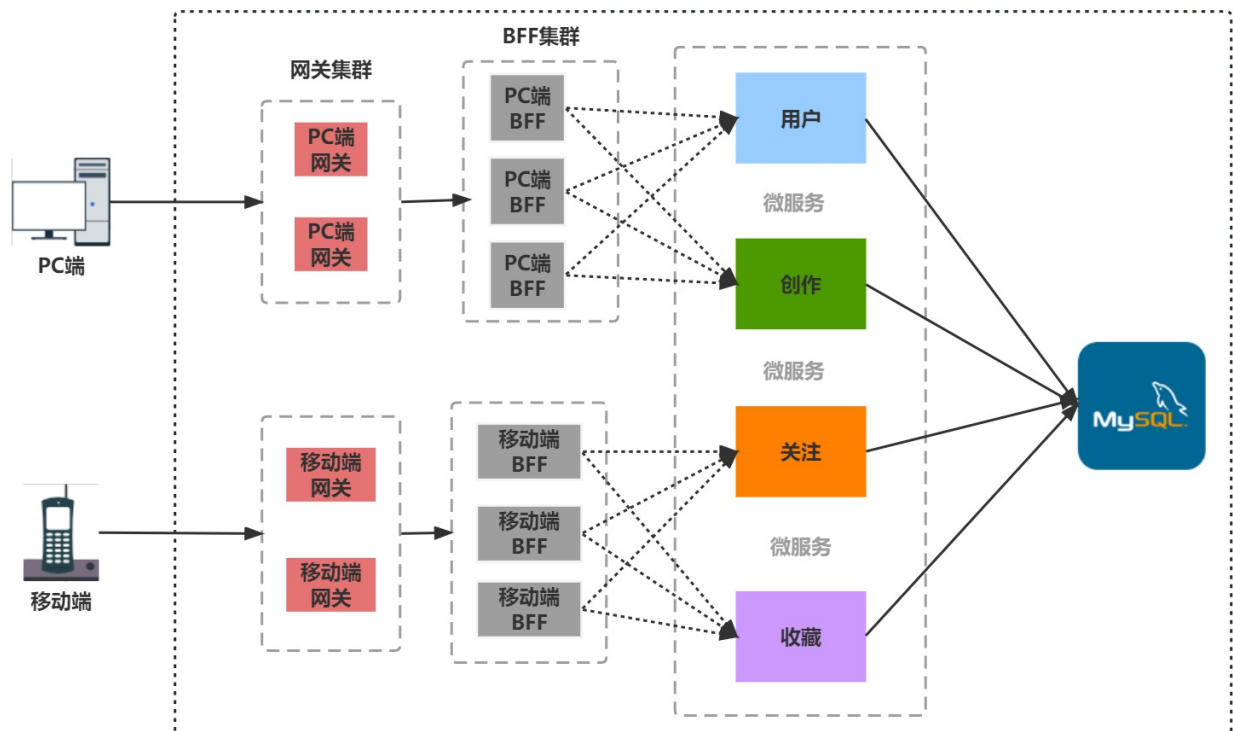 BFF集群
网关集群
PC端
网关
PC端
网关
PC端
BFF
PC端
BFF
PC端
BFF
用户
微服务
创作
微服务
关注
微服务
收藏
PC端
移动端
网关
移动端
网关
移动端
BFF
移动端
BFF
移动端
BFF
移动端
MySQL